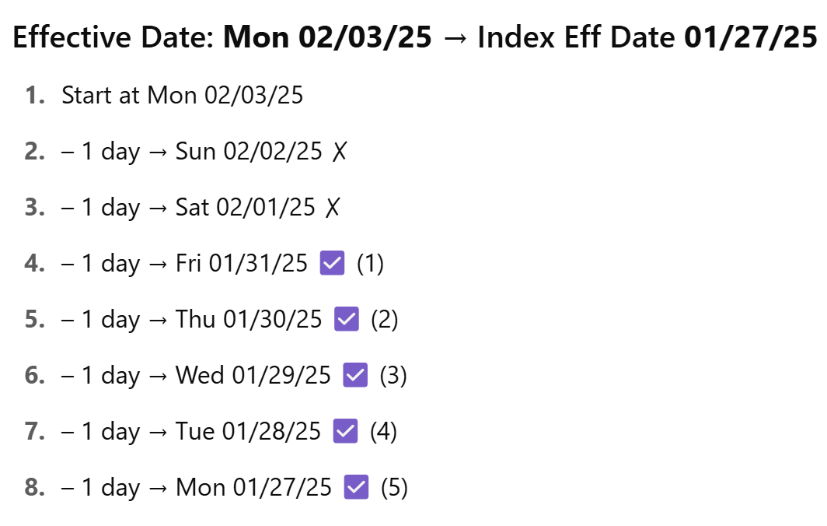 Effective Date: Mon 02/03/25 → Index Eff Date 01/27/25
1. Start at Mon 02/03/25
2. – 1 day → Sun 02/02/25 ✗
3. – 1 day → Sat 02/01/25 ✗
4. – 1 day → Fri 01/31/25 ☑ (1)
5. – 1 day → Thu 01/30/25 ☑ (2)
6. – 1 day → Wed 01/29/25 ☑ (3)
7. – 1 day → Tue 01/28/25 ☑ (4)
8. – 1 day → Mon 01/27/25 ☑ (5)